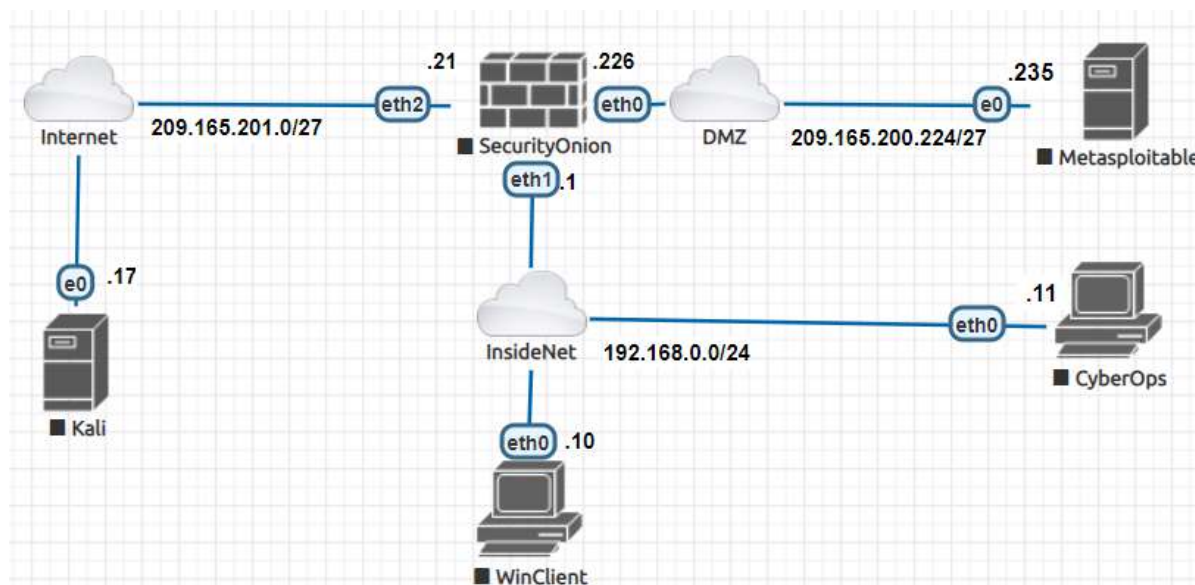 .21
.226
.235
eth2
eth0
e0
Internet
209.165.201.0/27
SecurityOnion
DMZ
209.165.200.224/27
Metasploitable
eth1
.1
e0
.17
.11
eth0
InsideNet
192.168.0.0/24
CyberOps
Kali
eth0
.10
WinClient